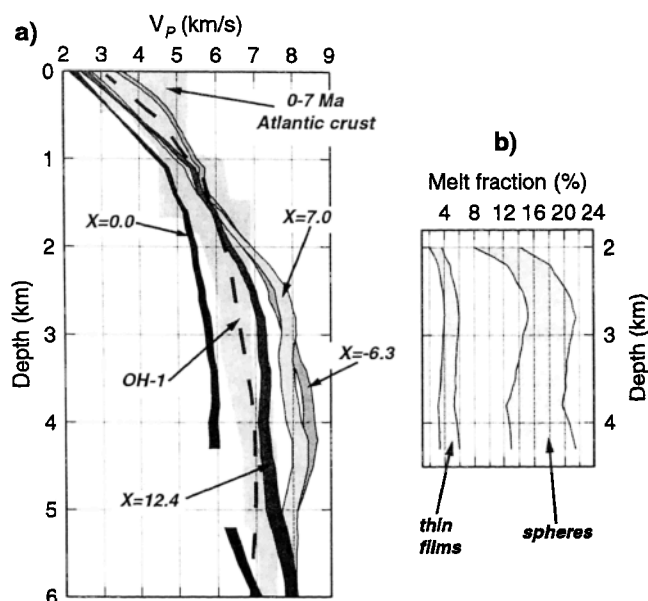 a)
V_P (km/s)
2 3 4 5 6 7 8 9
0
1
2
3
4
5
6
Depth (km)
0-7 Ma
Atlantic crust
X=0.0
X=7.0
OH-1
X=-6.3
X=12.4
b)
Melt fraction (%)
4 8 12 16 20 24
2
3
4
Depth (km)
thin
films
spheres